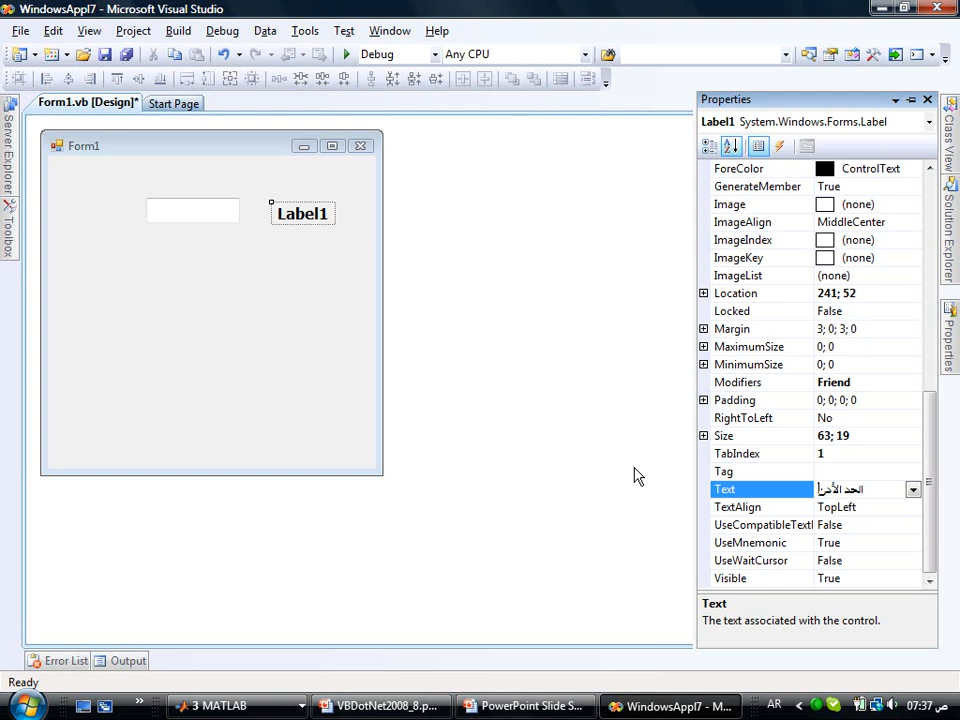 WindowsAppl7 - Microsoft Visual Studio
File Edit View Project Build Debug Data Tools Test Window Help
Debug Any CPU
Form1.vb [Design]* Start Page
Properties
Label1 System.Windows.Forms.Label
Server Explorer
Toolbox
Form1
Label1
ForeColor ControlText
GenerateMember True
Image (none)
ImageAlign MiddleCenter
ImageIndex (none)
ImageKey (none)
ImageList (none)
Location 241; 52
Locked False
Margin 3; 0; 3; 0
MaximumSize 0; 0
MinimumSize 0; 0
Modifiers Friend
Padding 0; 0; 0; 0
RightToLeft No
Size 63; 19
TabIndex 1
Tag
Text الحد الأدن
TextAlign TopLeft
UseCompatibleTextI False
UseMnemonic True
UseWaitCursor False
Visible True
Text
The text associated with the control.
Class View
Solution Explorer
Properties
Error List Output
Ready
3 MATLAB VBDotNet2008_8.p... PowerPoint Slide S... WindowsAppl7 - M... AR 07:37 ص